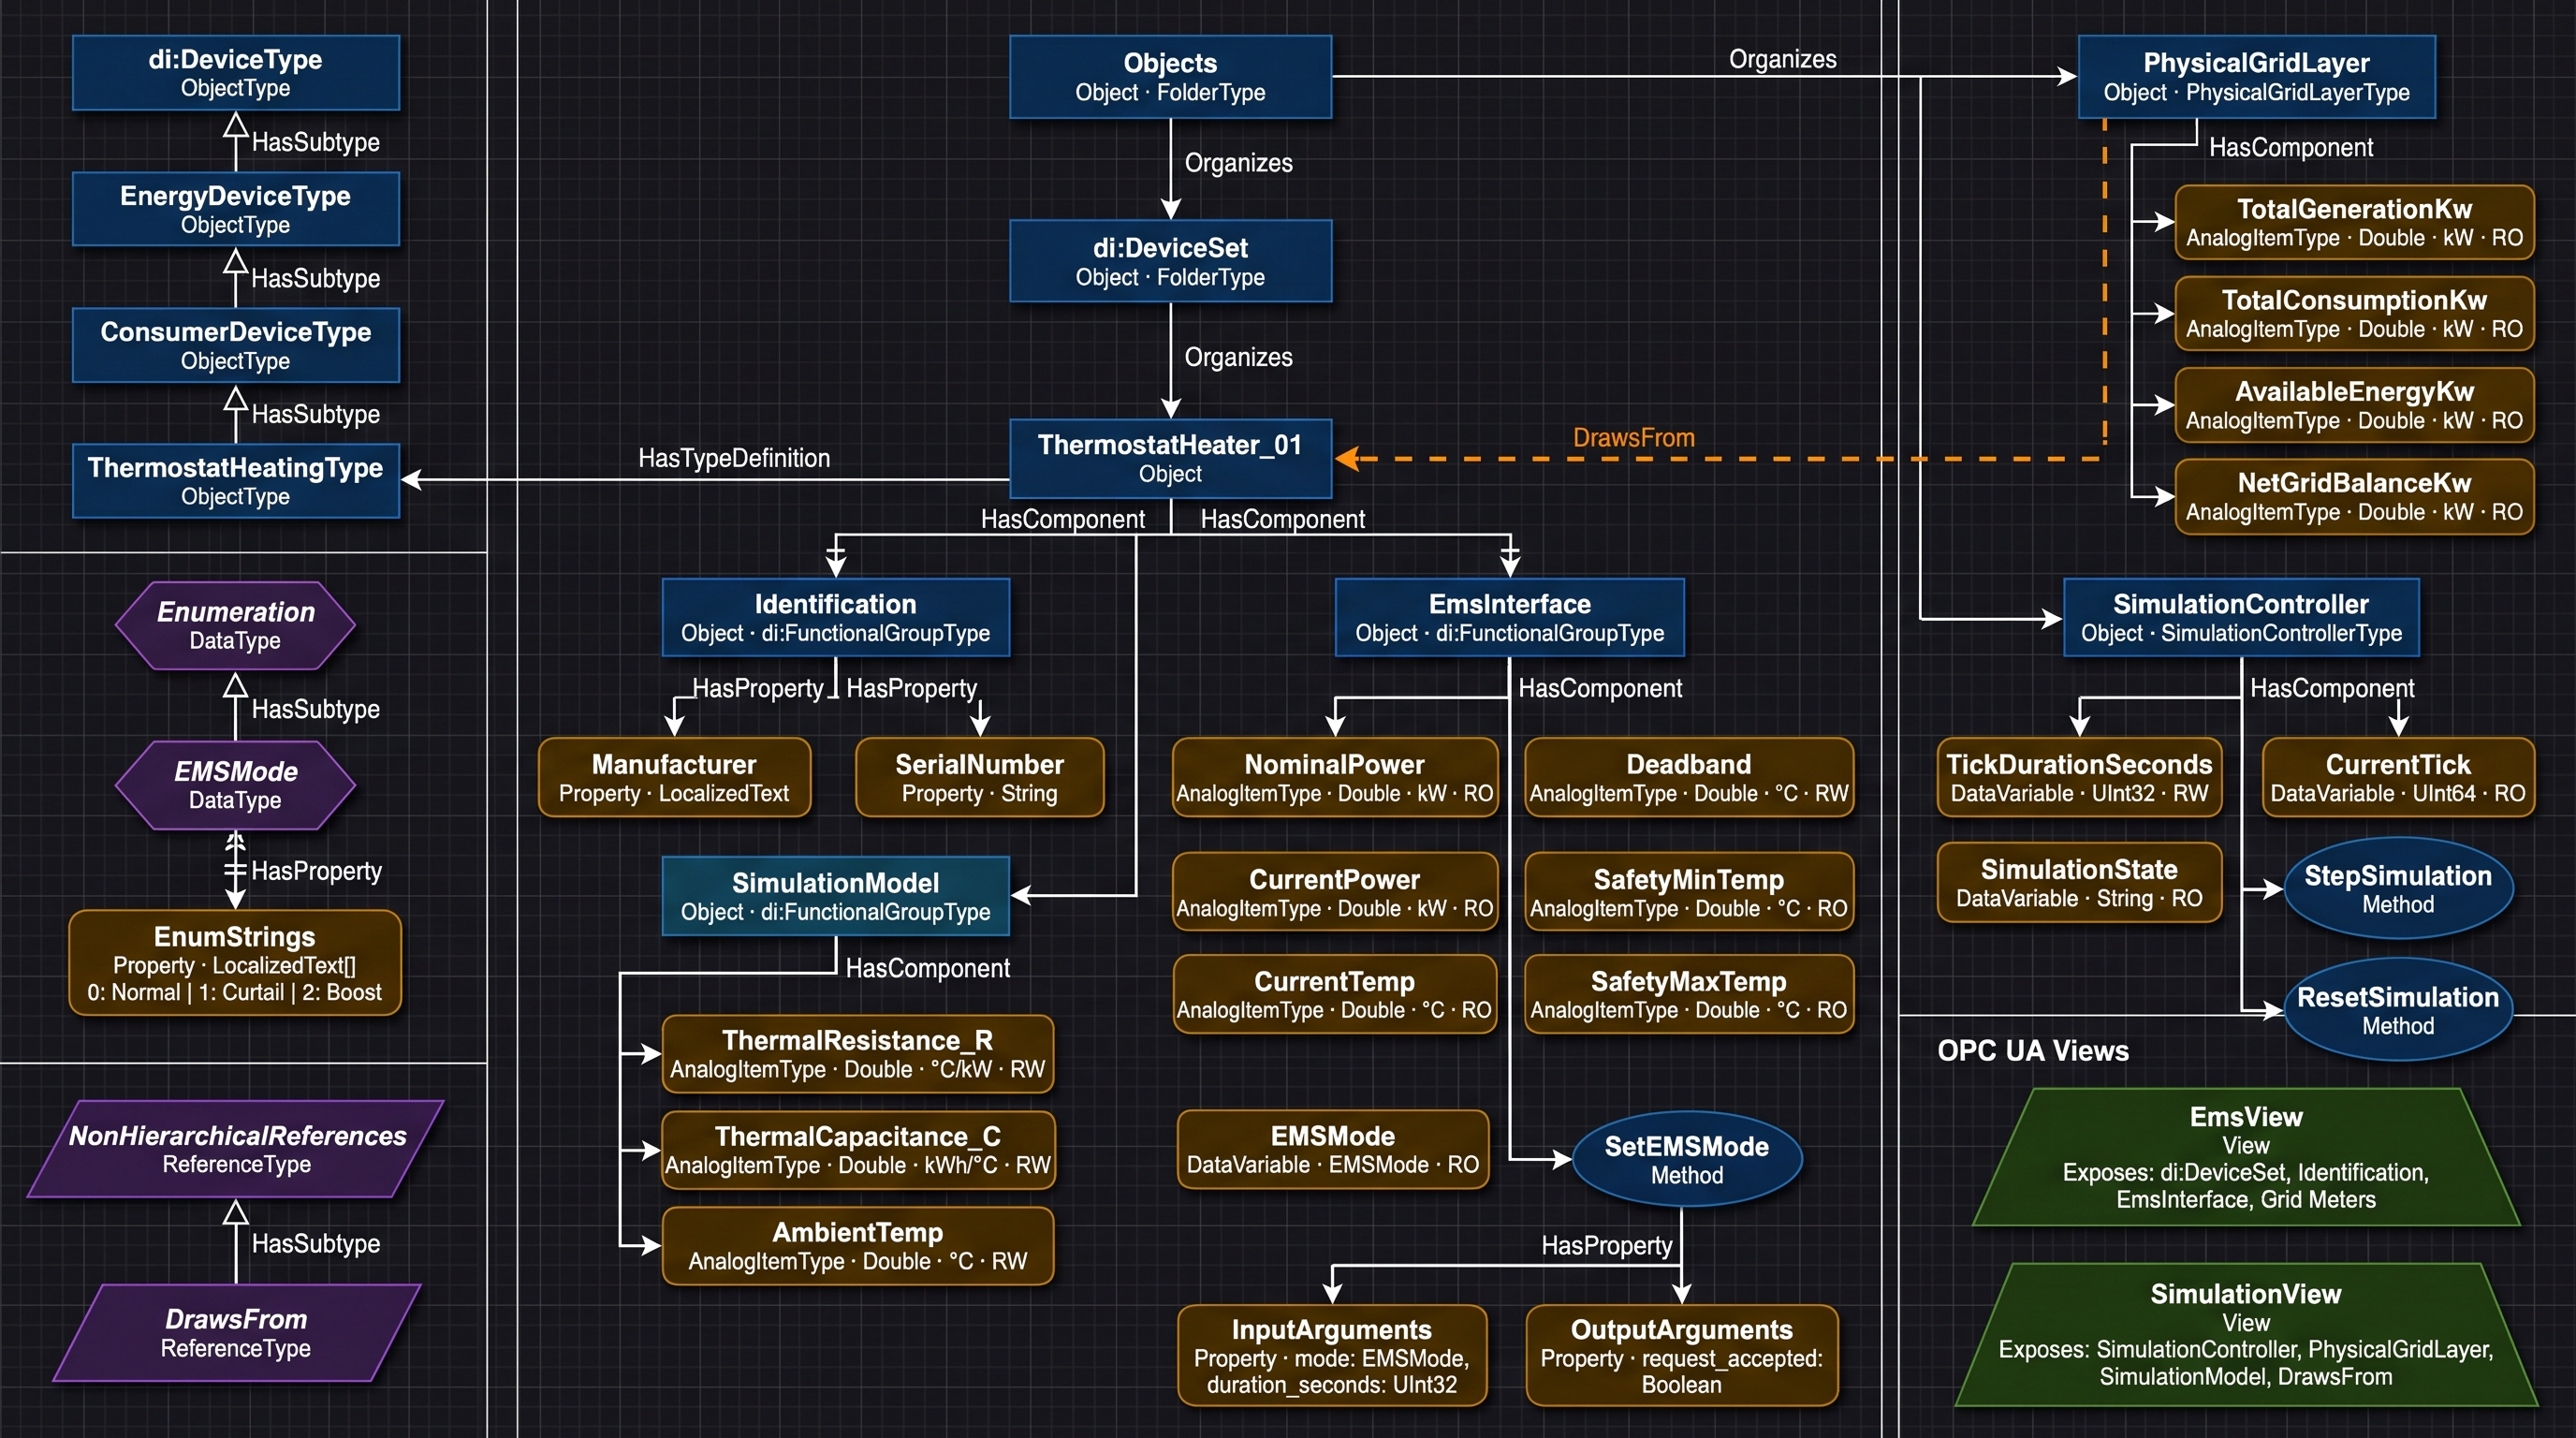 di:DeviceType
ObjectType
HasSubtype
EnergyDeviceType
ObjectType
HasSubtype
ConsumerDeviceType
ObjectType
HasSubtype
ThermostatHeatingType
ObjectType
Enumeration
DataType
HasSubtype
EMSMode
DataType
HasProperty
EnumStrings
Property · LocalizedText[]
0: Normal | 1: Curtail | 2: Boost
NonHierarchicalReferences
ReferenceType
HasSubtype
DrawsFrom
ReferenceType
Objects
Object · FolderType
Organizes
Organizes
di:DeviceSet
Object · FolderType
Organizes
ThermostatHeater_01
Object
HasTypeDefinition
DrawsFrom
HasComponent
HasComponent
Identification
Object · di:FunctionalGroupType
HasProperty
HasProperty
Manufacturer
Property · LocalizedText
SerialNumber
Property · String
SimulationModel
Object · di:FunctionalGroupType
HasComponent
ThermalResistance_R
AnalogItemType · Double · °C/kW · RW
ThermalCapacitance_C
AnalogItemType · Double · kWh/°C · RW
AmbientTemp
AnalogItemType · Double · °C · RW
EmsInterface
Object · di:FunctionalGroupType
HasComponent
NominalPower
AnalogItemType · Double · kW · RO
Deadband
AnalogItemType · Double · °C · RW
CurrentPower
AnalogItemType · Double · kW · RO
SafetyMinTemp
AnalogItemType · Double · °C · RO
CurrentTemp
AnalogItemType · Double · °C · RO
SafetyMaxTemp
AnalogItemType · Double · °C · RO
EMSMode
DataVariable · EMSMode · RO
SetEMSMode
Method
HasProperty
InputArguments
Property · mode: EMSMode,
duration_seconds: UInt32
OutputArguments
Property · request_accepted:
Boolean
PhysicalGridLayer
Object · PhysicalGridLayerType
HasComponent
TotalGenerationKw
AnalogItemType · Double · kW · RO
TotalConsumptionKw
AnalogItemType · Double · kW · RO
AvailableEnergyKw
AnalogItemType · Double · kW · RO
NetGridBalanceKw
AnalogItemType · Double · kW · RO
SimulationController
Object · SimulationControllerType
HasComponent
TickDurationSeconds
DataVariable · UInt32 · RW
CurrentTick
DataVariable · UInt64 · RO
SimulationState
DataVariable · String · RO
StepSimulation
Method
ResetSimulation
Method
OPC UA Views
EmsView
View
Exposes: di:DeviceSet, Identification,
EmsInterface, Grid Meters
SimulationView
View
Exposes: SimulationController, PhysicalGridLayer,
SimulationModel, DrawsFrom